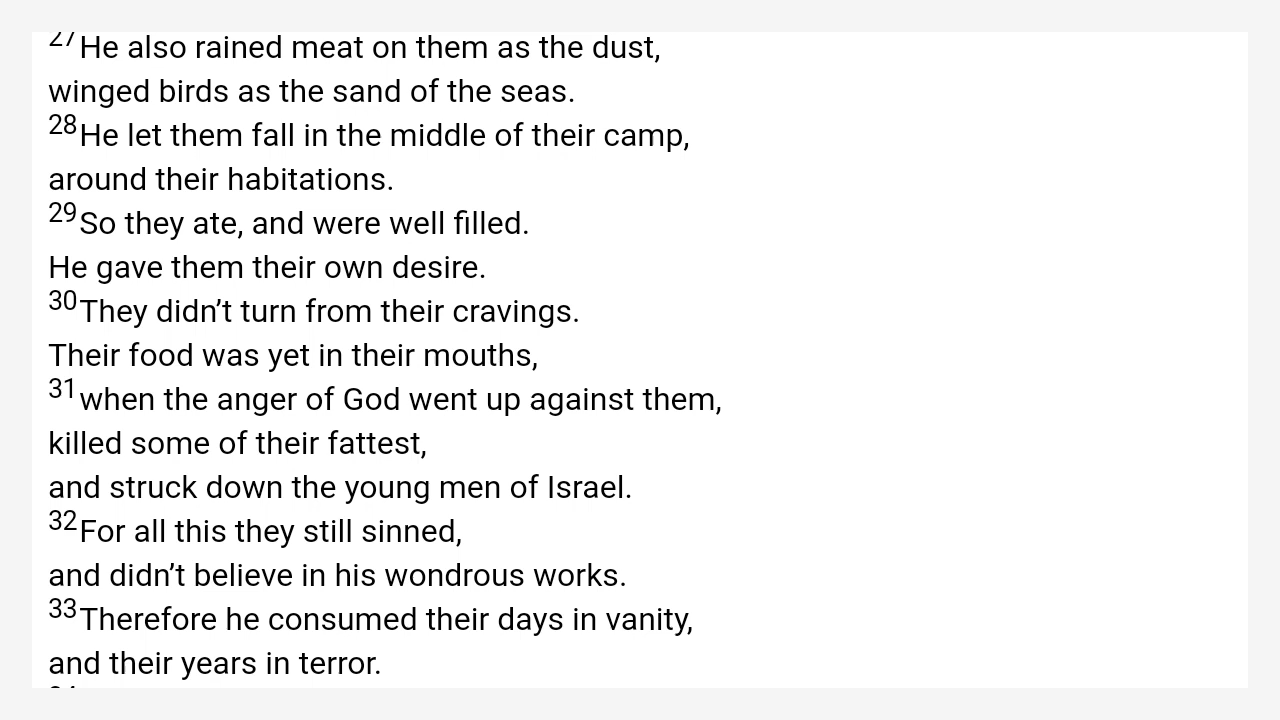 27He also rained meat on them as the dust,
winged birds as the sand of the seas.
28He let them fall in the middle of their camp,
around their habitations.
29So they ate, and were well filled.
He gave them their own desire.
30They didn’t turn from their cravings.
Their food was yet in their mouths,
31when the anger of God went up against them,
killed some of their fattest,
and struck down the young men of Israel.
32For all this they still sinned,
and didn’t believe in his wondrous works.
33Therefore he consumed their days in vanity,
and their years in terror.